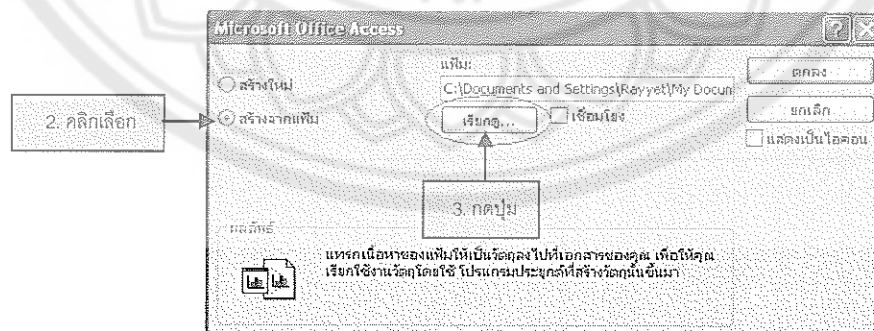 Microsoft Office Access
แฟ้ม:
สร้างใหม่
C:\Documents and Settings\Rayyet\My Docum
ตกลง
2. คลิกเลือก
สร้างจากแฟ้ม
เรียกดู...
เชื่อมโยง
ยกเลิก
แสดงเป็นไอคอน
3. กดปุ่ม
ผลลัพธ์
แทรกเนื้อหาของแฟ้มให้เป็นวัตถุลงไปที่เอกสารของคุณ เพื่อให้คุณ
เรียกใช้งานวัตถุโดยใช้ โปรแกรมประยุกต์ที่สร้างวัตถุนั้นขึ้นมา